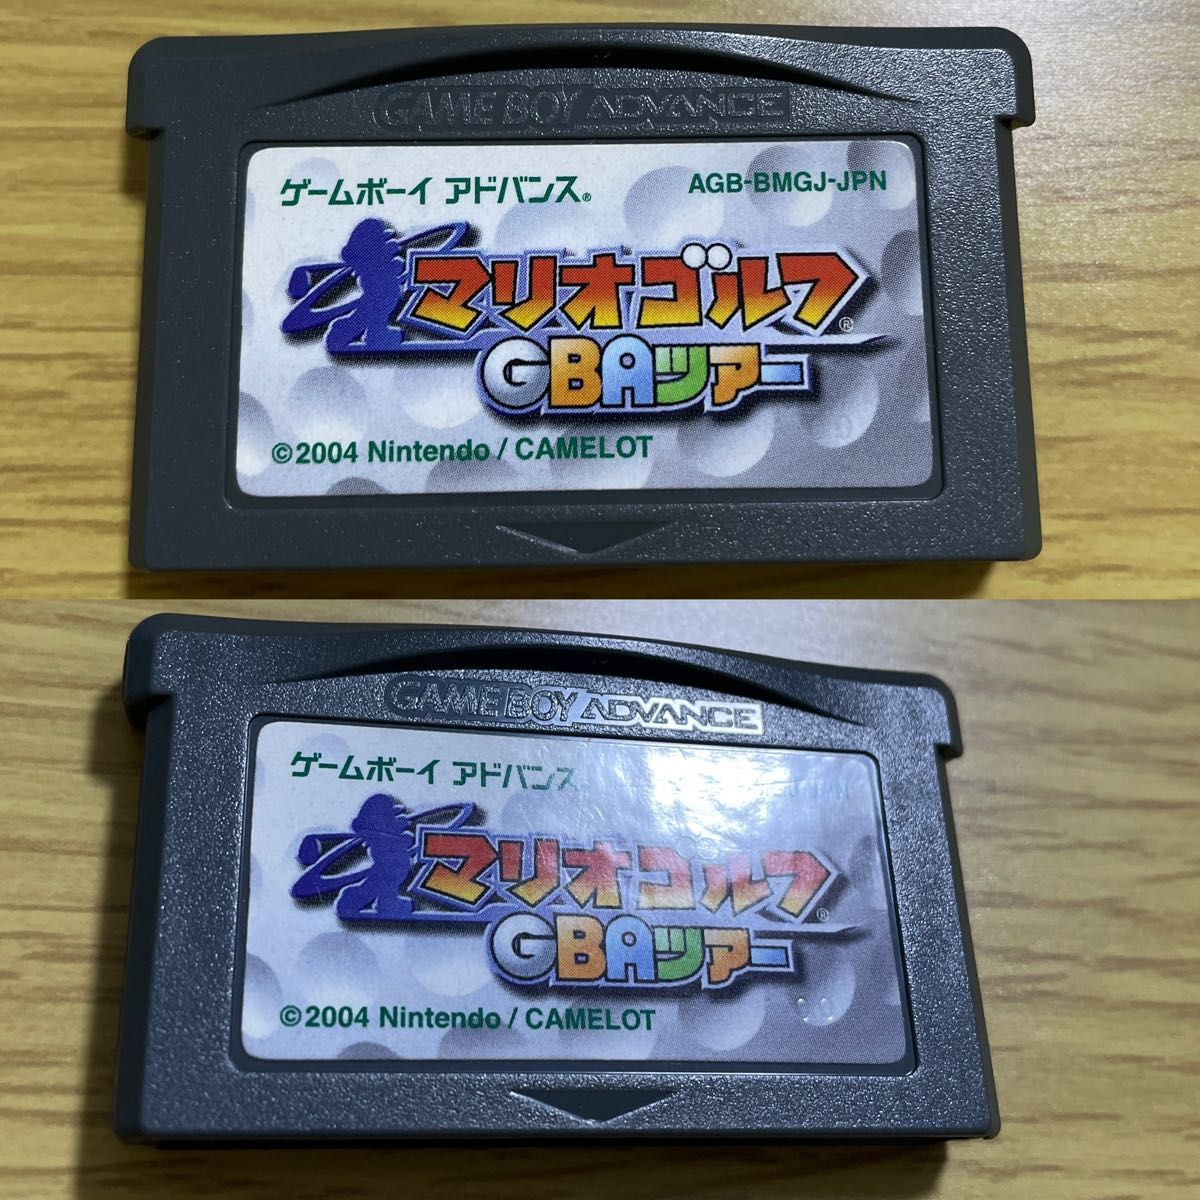 GAME BOY ADVANCE
ゲームボーイ アドバンス®
AGB-BMGJ-JPN
マリオゴルフ®
GBAツアー
©2004 Nintendo / CAMELOT
GAME BOY ADVANCE
ゲームボーイ アドバンス
マリオゴルフ®
GBAツアー
©2004 Nintendo / CAMELOT